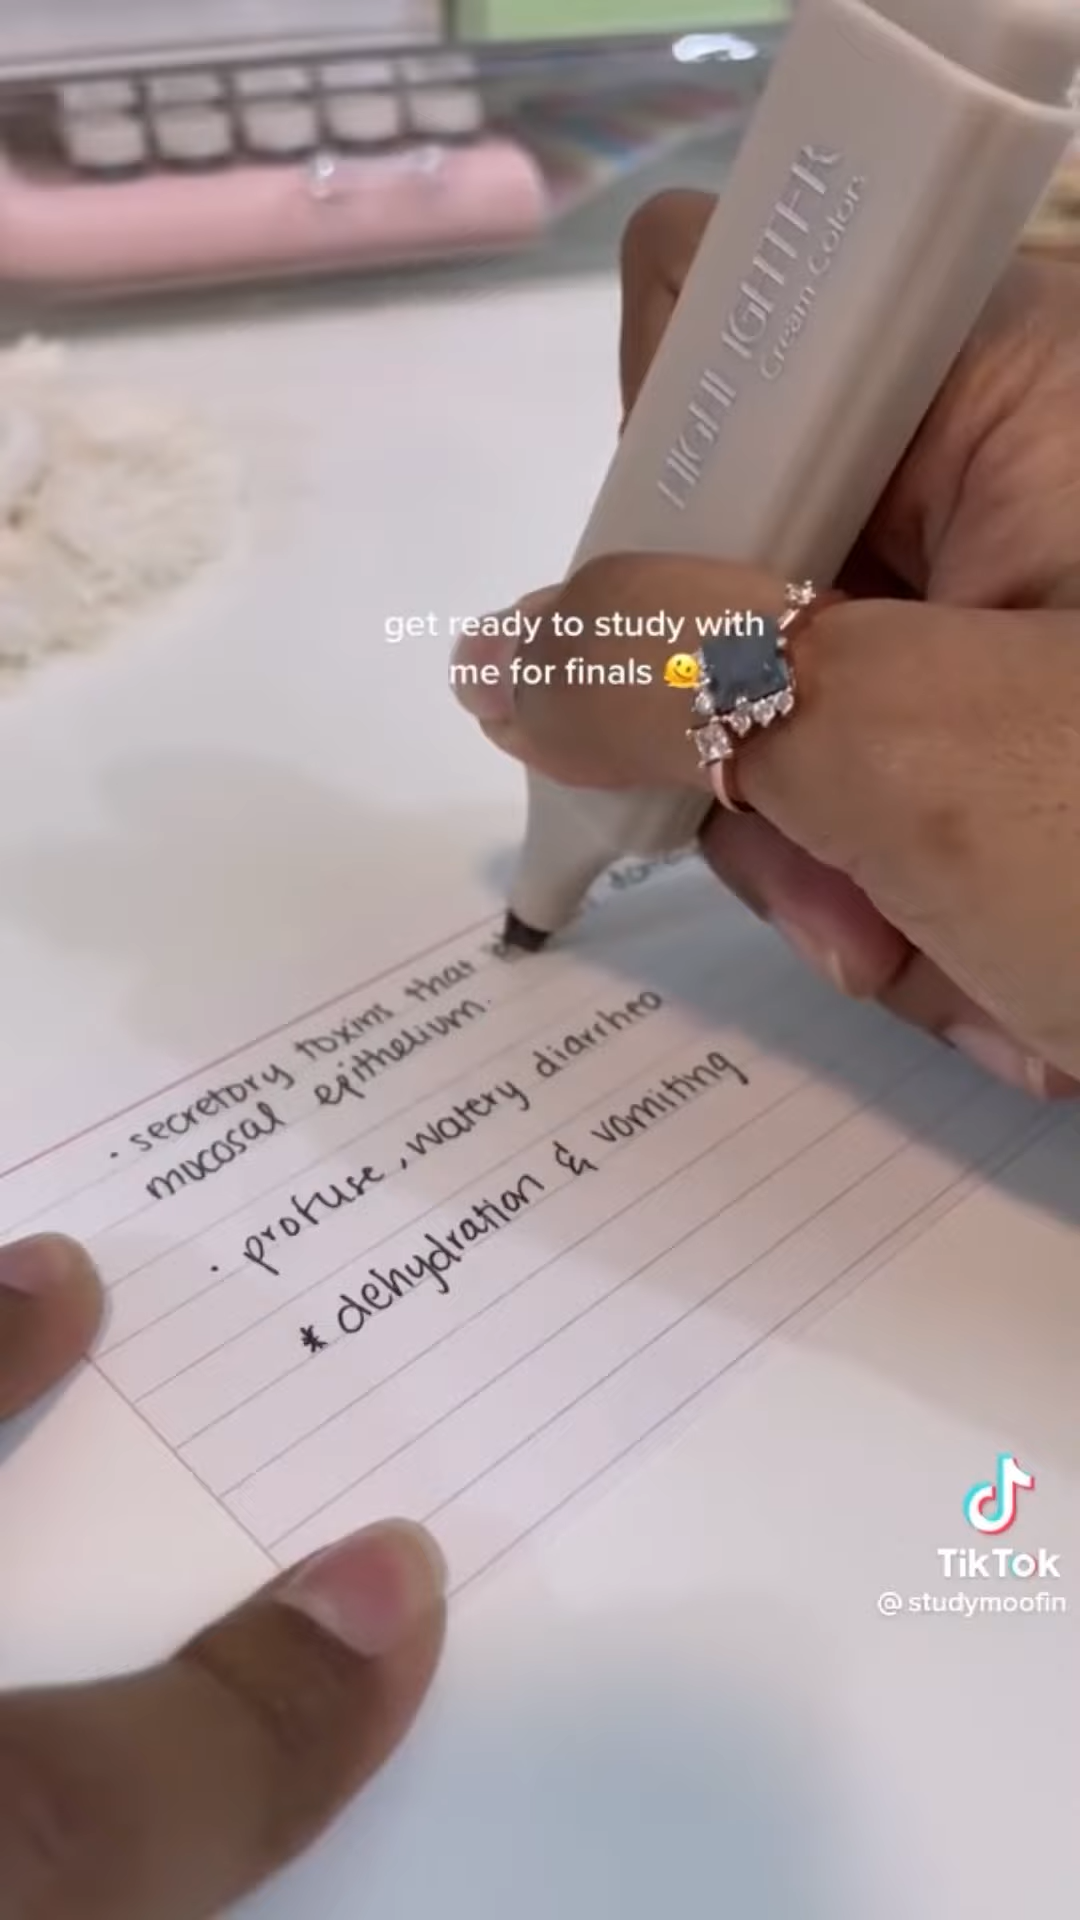 HIGHLIGHTER
Cream Color
get ready to study with
me for finals 🫠
· secretory toxins that
mucosal epithelium.
· profuse, watery diarrhea
* dehydration & vomiting
TikTok
@studymoofin